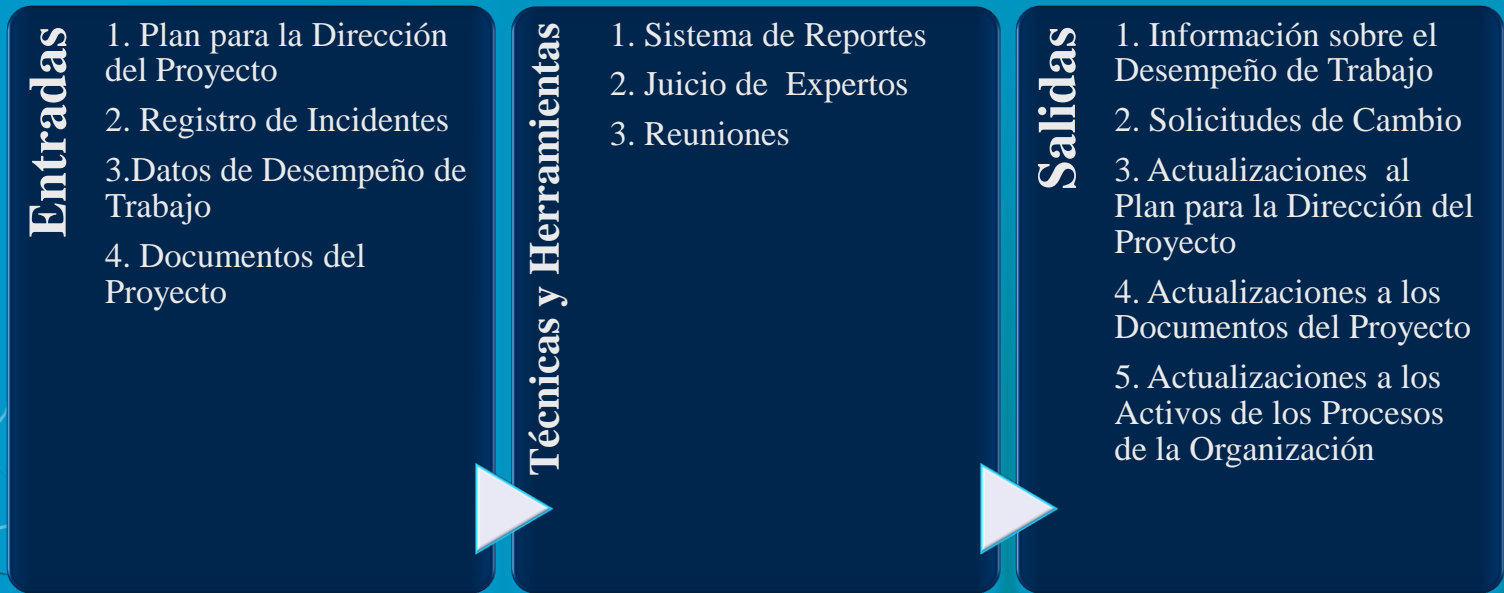 Entradas
1. Plan para la Dirección
del Proyecto
2. Registro de Incidentes
3.Datos de Desempeño de
Trabajo
4. Documentos del
Proyecto
Técnicas y Herramientas
1. Sistema de Reportes
2. Juicio de  Expertos
3. Reuniones
Salidas
1. Información sobre el
Desempeño de Trabajo
2. Solicitudes de Cambio
3. Actualizaciones  al
Plan para la Dirección del
Proyecto
4. Actualizaciones a los
Documentos del Proyecto
5. Actualizaciones a los
Activos de los Procesos
de la Organización